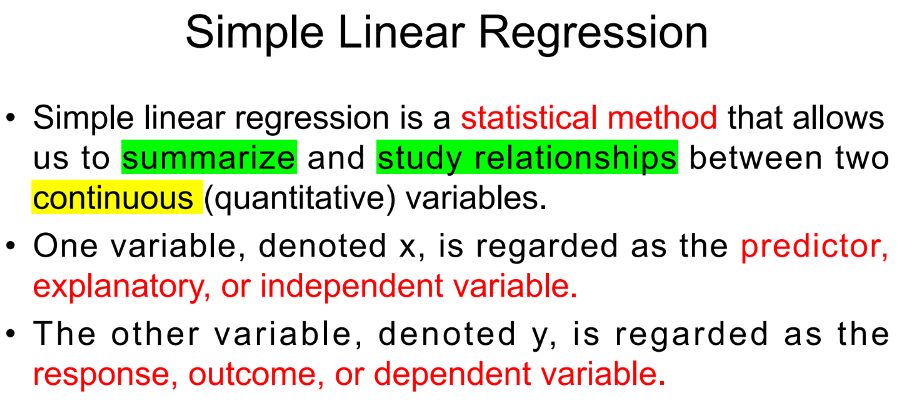 Simple Linear Regression
• Simple linear regression is a statistical method that allows
us to summarize and study relationships between two
continuous (quantitative) variables.
• One variable, denoted x, is regarded as the predictor,
explanatory, or independent variable.
• The other variable, denoted y, is regarded as the
response, outcome, or dependent variable.